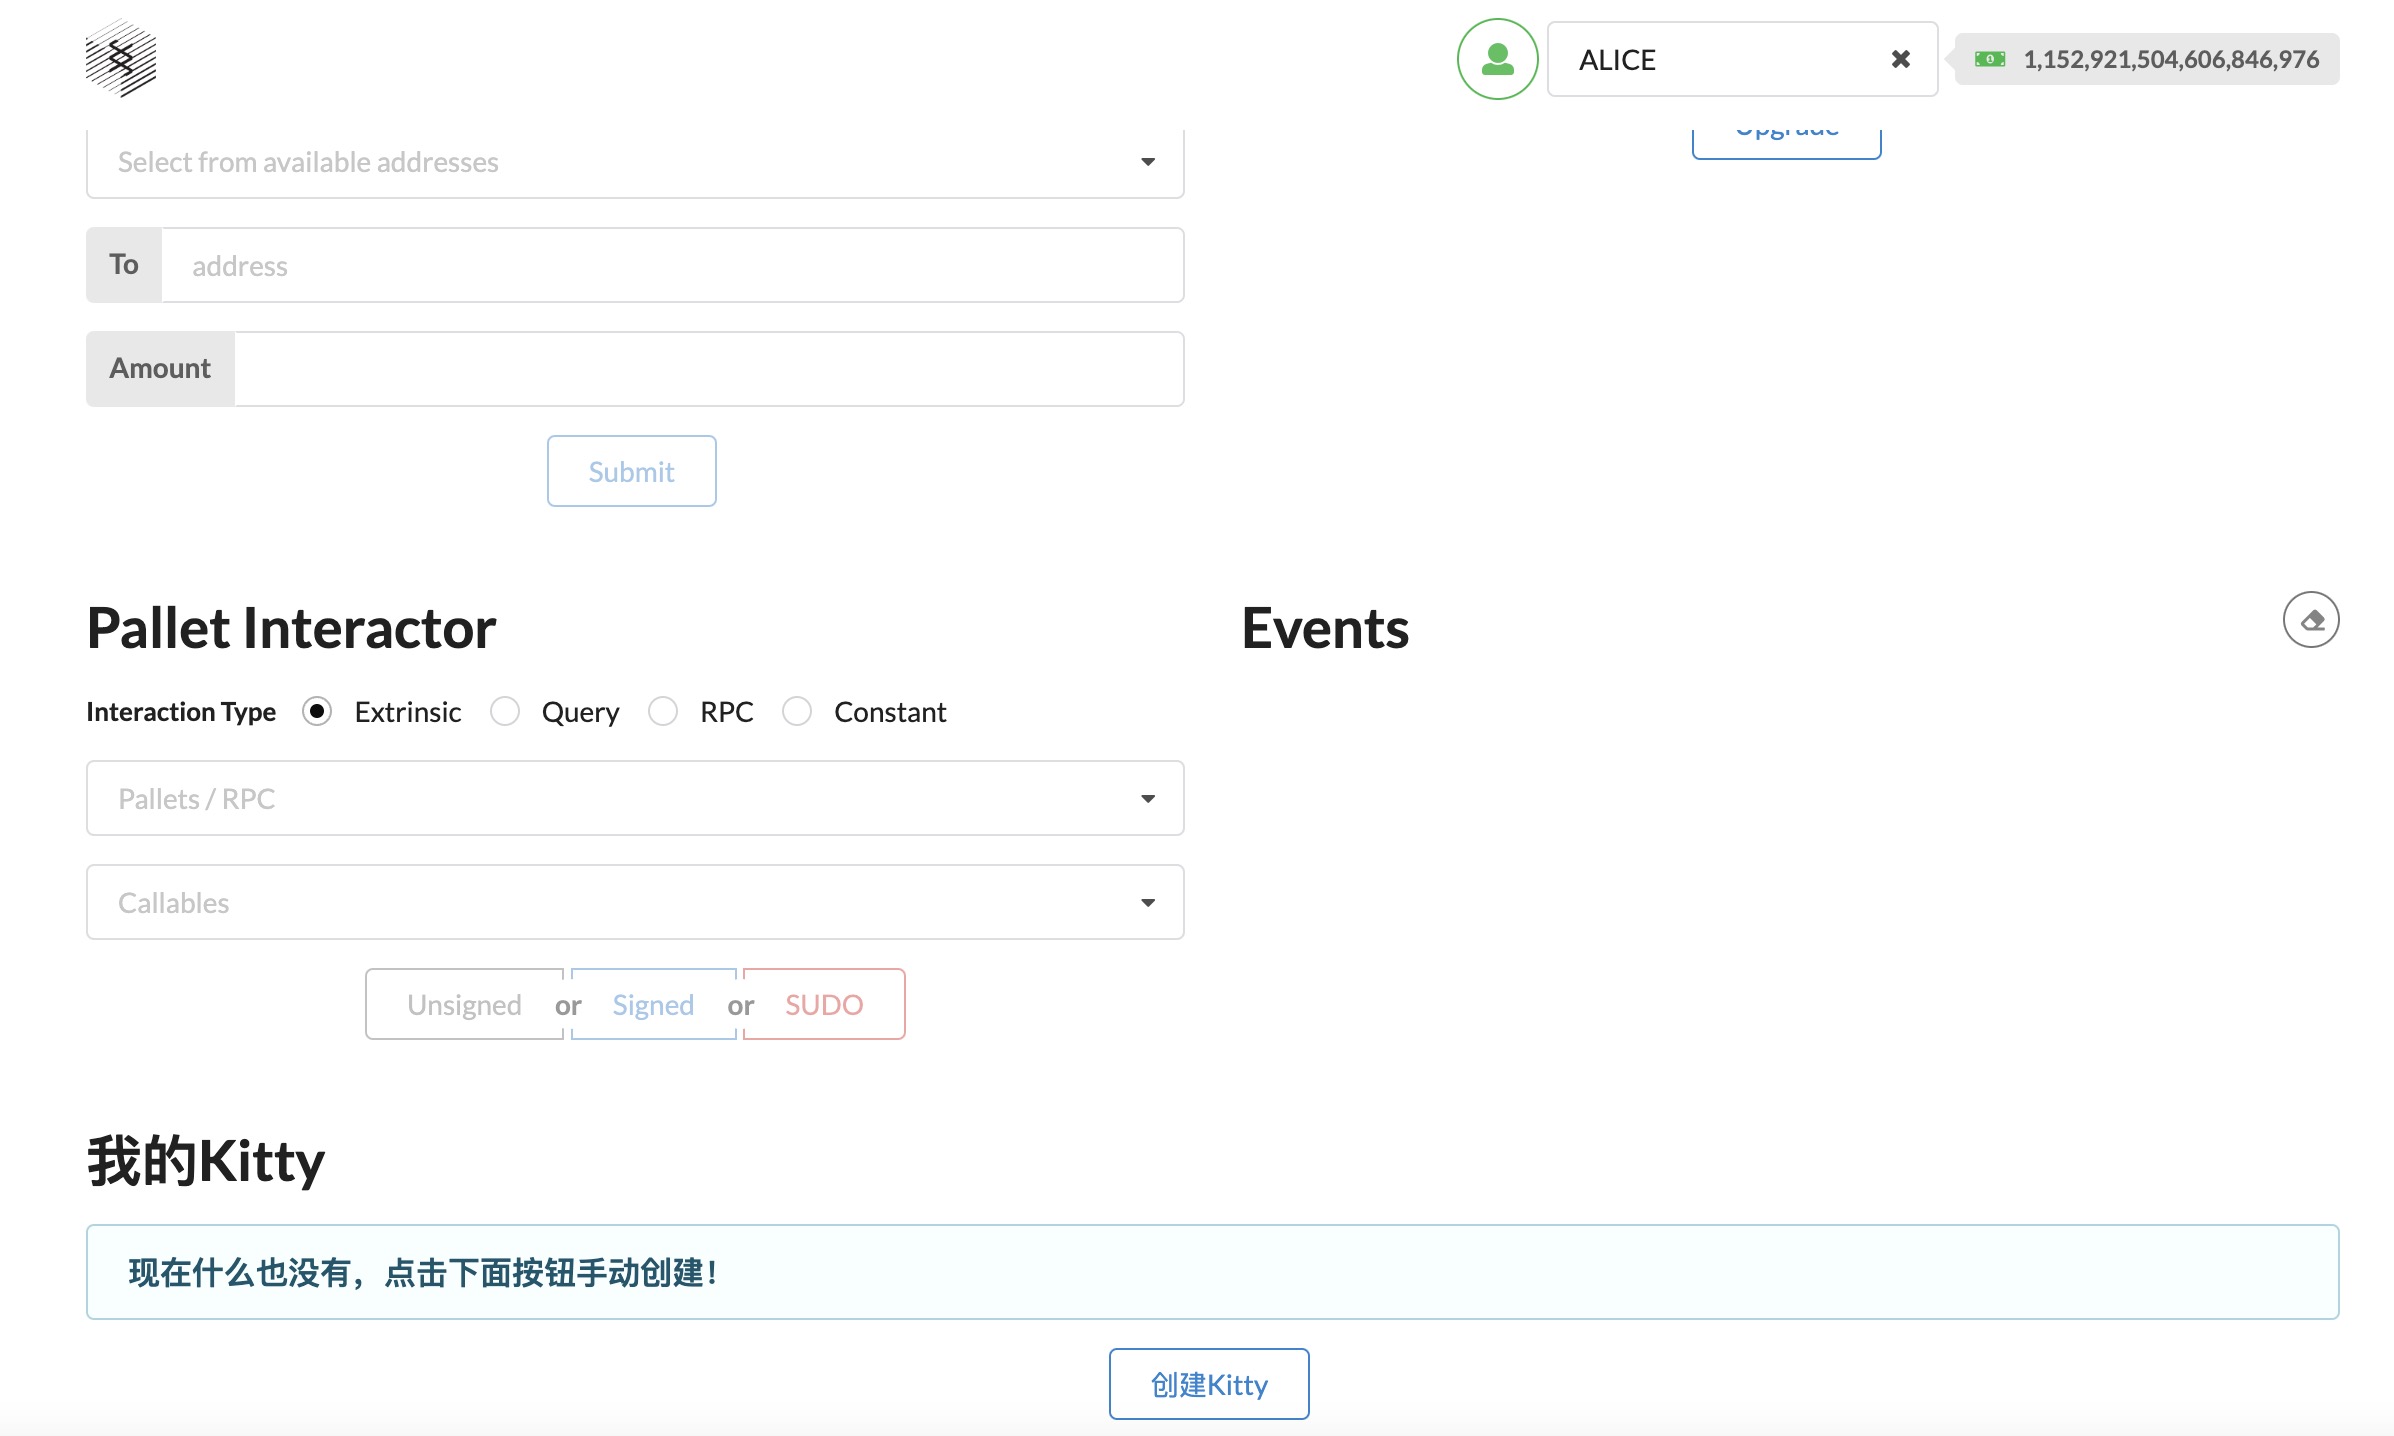 ALICE
1,152,921,504,606,846,976
Upgrade
Select from available addresses
To
address
Amount
Submit
Pallet Interactor
Events
Interaction Type Extrinsic Query RPC Constant
Pallets / RPC
Callables
Unsigned or Signed or SUDO
我的Kitty
现在什么也没有，点击下面按钮手动创建！
创建Kitty